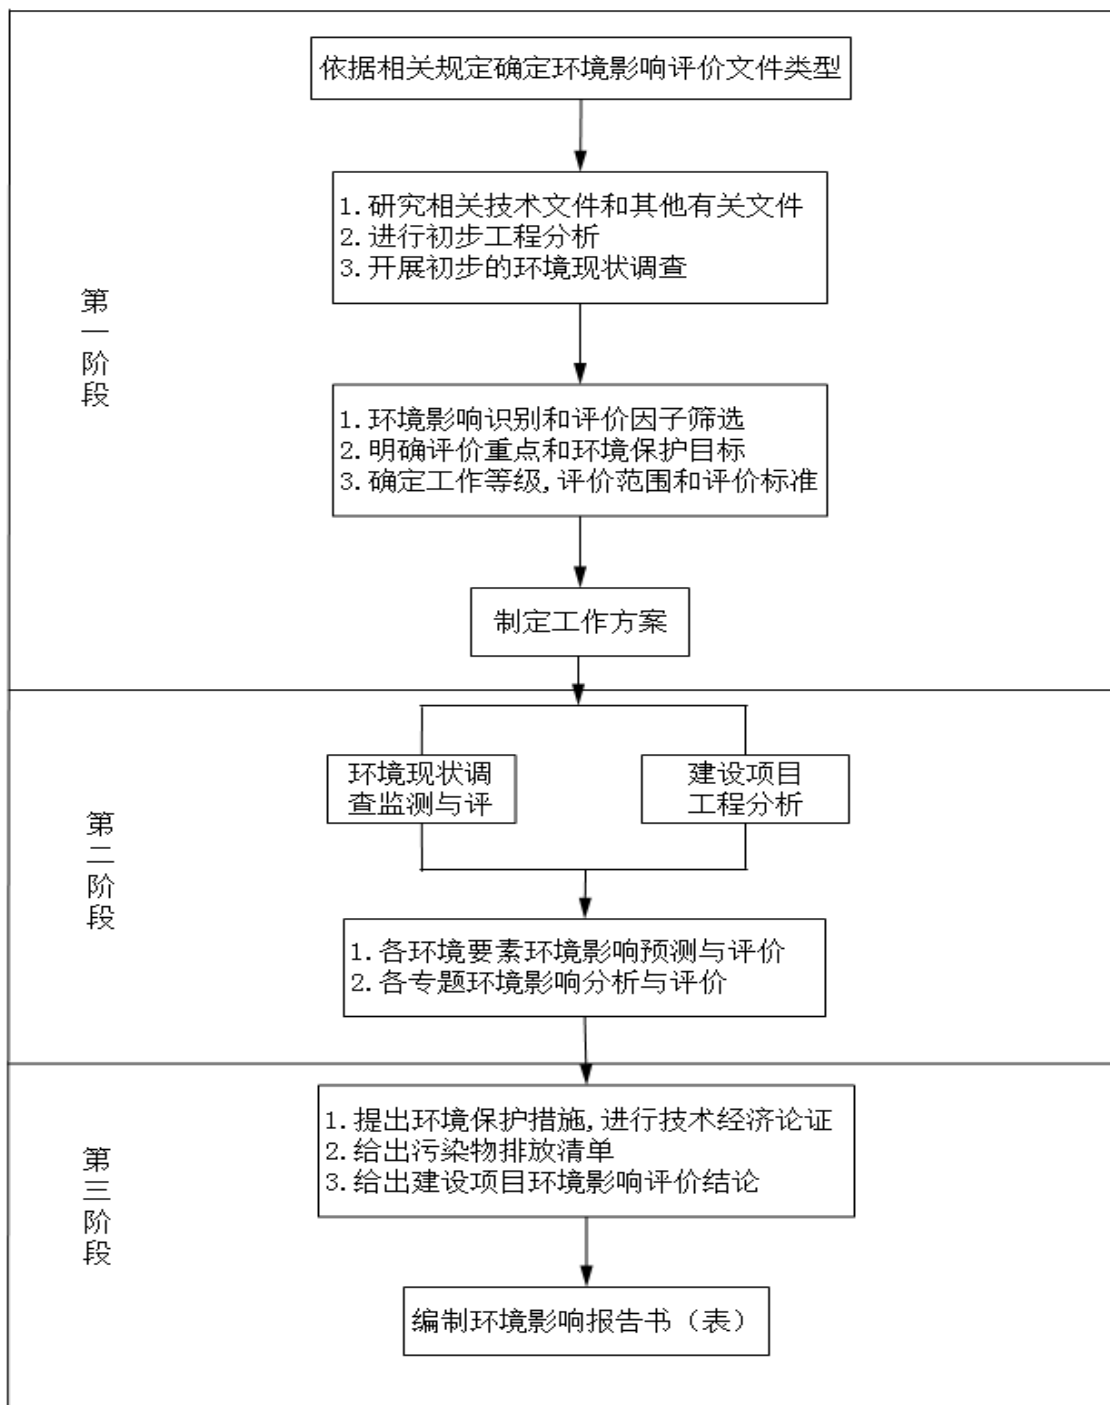 依据相关规定确定环境影响评价文件类型
1.研究相关技术文件和其他有关文件
2.进行初步工程分析
3.开展初步的环境现状调查
第一阶段
1.环境影响识别和评价因子筛选
2.明确评价重点和环境保护目标
3.确定工作等级,评价范围和评价标准
制定工作方案
环境现状调
查监测与评
建设项目
工程分析
第二阶段
1.各环境要素环境影响预测与评价
2.各专题环境影响分析与评价
1.提出环境保护措施,进行技术经济论证
2.给出污染物排放清单
3.给出建设项目环境影响评价结论
第三阶段
编制环境影响报告书（表）